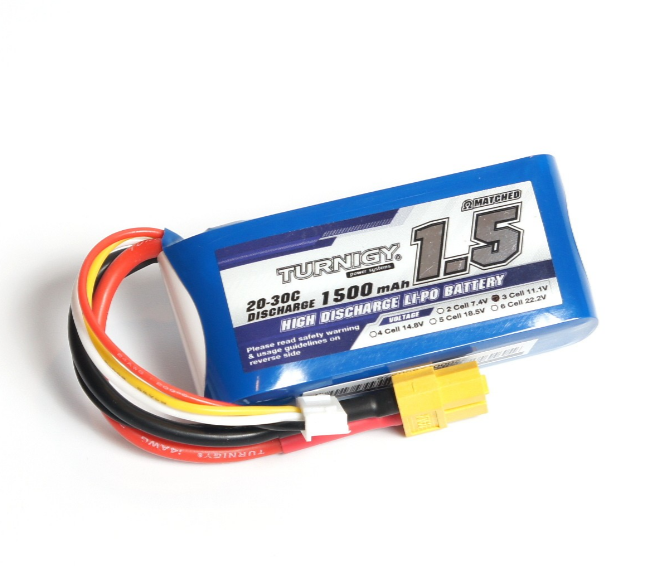 Ω MATCHED
TURNIGY®
power systems
1.5
20-30C
DISCHARGE 1500 mAh
HIGH DISCHARGE LI-PO BATTERY
Please read safety warning
& usage guidelines on
reverse side
VOLTAGE
2 Cell 7.4V
3 Cell 11.1V
4 Cell 14.8V
5 Cell 18.5V
6 Cell 22.2V
14AWG TURNIGY